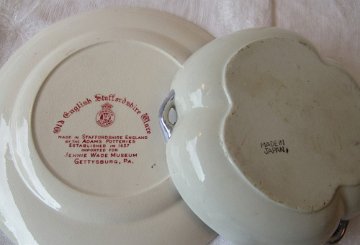 Old English Staffordshire Ware
MADE IN STAFFORDSHIRE ENGLAND
BY THE ADAMS POTTERIES
ESTABLISHED IN 1657
IMPORTED FOR
JENNIE WADE MUSEUM
GETTYSBURG, PA.
MADE IN
JAPAN